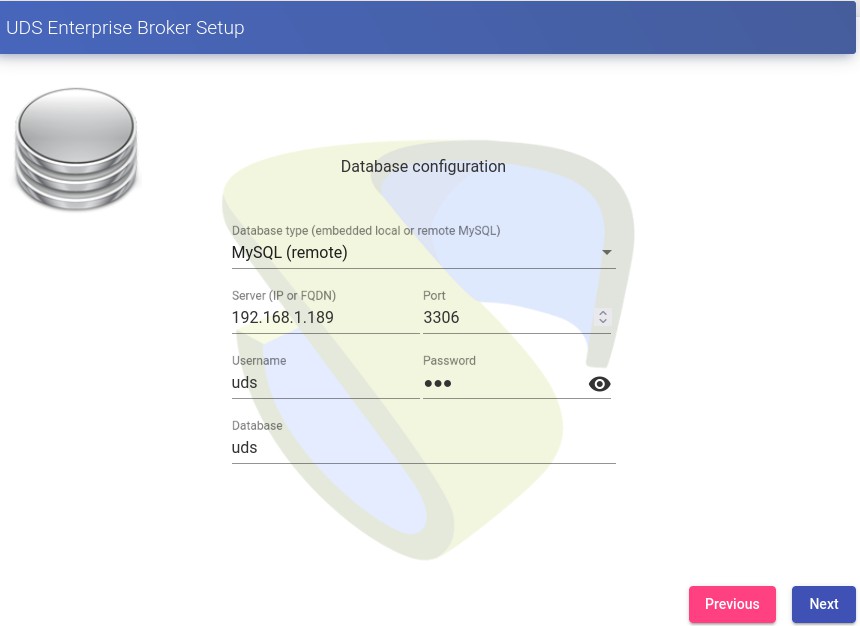 UDS Enterprise Broker Setup
Database configuration
Database type (embedded local or remote MySQL)
MySQL (remote)
Server (IP or FQDN) Port
192.168.1.189 3306
Username Password
uds •••
Database
uds
Previous Next